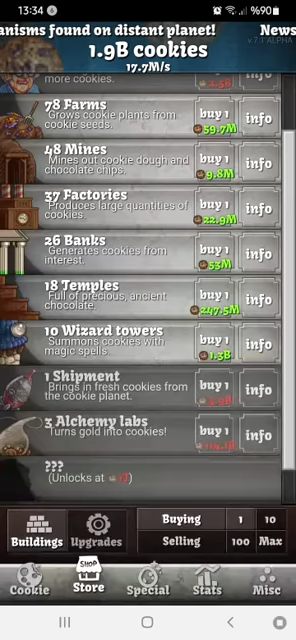 13:34
%90
anisms found on distant planet!
News
v.7.1 ALPHA
1.9B cookies
17.7M/s
more cookies.
78 Farms
Grows cookie plants from
cookie seeds.
buy 1
59.7M
info
48 Mines
Mines out cookie dough and
chocolate chips.
buy 1
9.8M
info
37 Factories
Produces large quantities of
cookies.
buy 1
22.9M
info
26 Banks
Generates cookies from
interest.
buy 1
53M
info
18 Temples
Full of precious, ancient
chocolate.
buy 1
247.5M
info
10 Wizard towers
Summons cookies with
magic spells
buy 1
1.3B
info
1 Shipment
Brings in fresh cookies from
the cookie planet.
buy 1
info
3 Alchemy labs
Turns gold into cookies!
buy 1
info
???
(Unlocks at
Buildings
Upgrades
Buying
1
10
Selling
100
Max
Cookie
SHOP
Store
Special
Stats
Misc